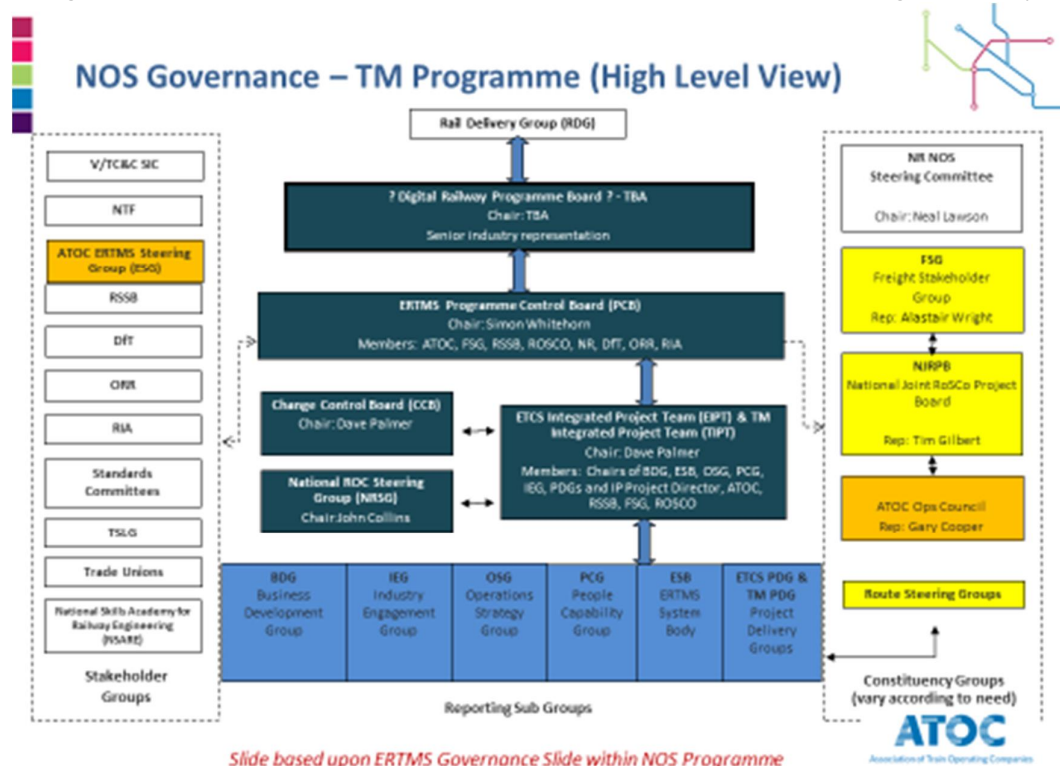 NOS Governance – TM Programme (High Level View)
Rail Delivery Group (RDG)
? Digital Railway Programme Board ? - TBA
Chair: TBA
Senior industry representation
ERTMS Programme Control Board (PCB)
Chair: Simon Whitehorn
Members: ATOC, FSG, RSSB, ROSCO, NR, DfT, ORR, RIA
Change Control Board (CCB)
Chair: Dave Palmer
National ROC Steering
Group (NRSG)
Chair: John Collins
ETCS Integrated Project Team (EIPT) & TM
Integrated Project Team (TIPT)
Chair: Dave Palmer
Members: Chairs of BDG, ESB, OSG, PCG,
IEG, PDGs and IP Project Director, ATOC,
RSSB, FSG, ROSCO
BDG
Business
Development
Group
IEG
Industry
Engagement
Group
OSG
Operations
Strategy
Group
PCG
People
Capability
Group
ESB
ERTMS
System
Body
ETCS PDG &
TM PDG
Project
Delivery
Groups
Reporting Sub Groups
V/TC&C SIC
NTF
ATOC ERTMS Steering
Group (ESG)
RSSB
DfT
ORR
RIA
Standards
Committees
TSLG
Trade Unions
National Skills Academy for
Railway Engineering
(NSARE)
Stakeholder
Groups
NR NOS
Steering Committee
Chair: Neal Lawson
FSG
Freight Stakeholder
Group
Rep: Alastair Wright
NJRPB
National Joint RoSCo Project
Board
Rep: Tim Gilbert
ATOC Ops Council
Rep: Gary Cooper
Route Steering Groups
Constituency Groups
(vary according to need)
ATOC
Association of Train Operating Companies
Slide based upon ERTMS Governance Slide within NOS Programme